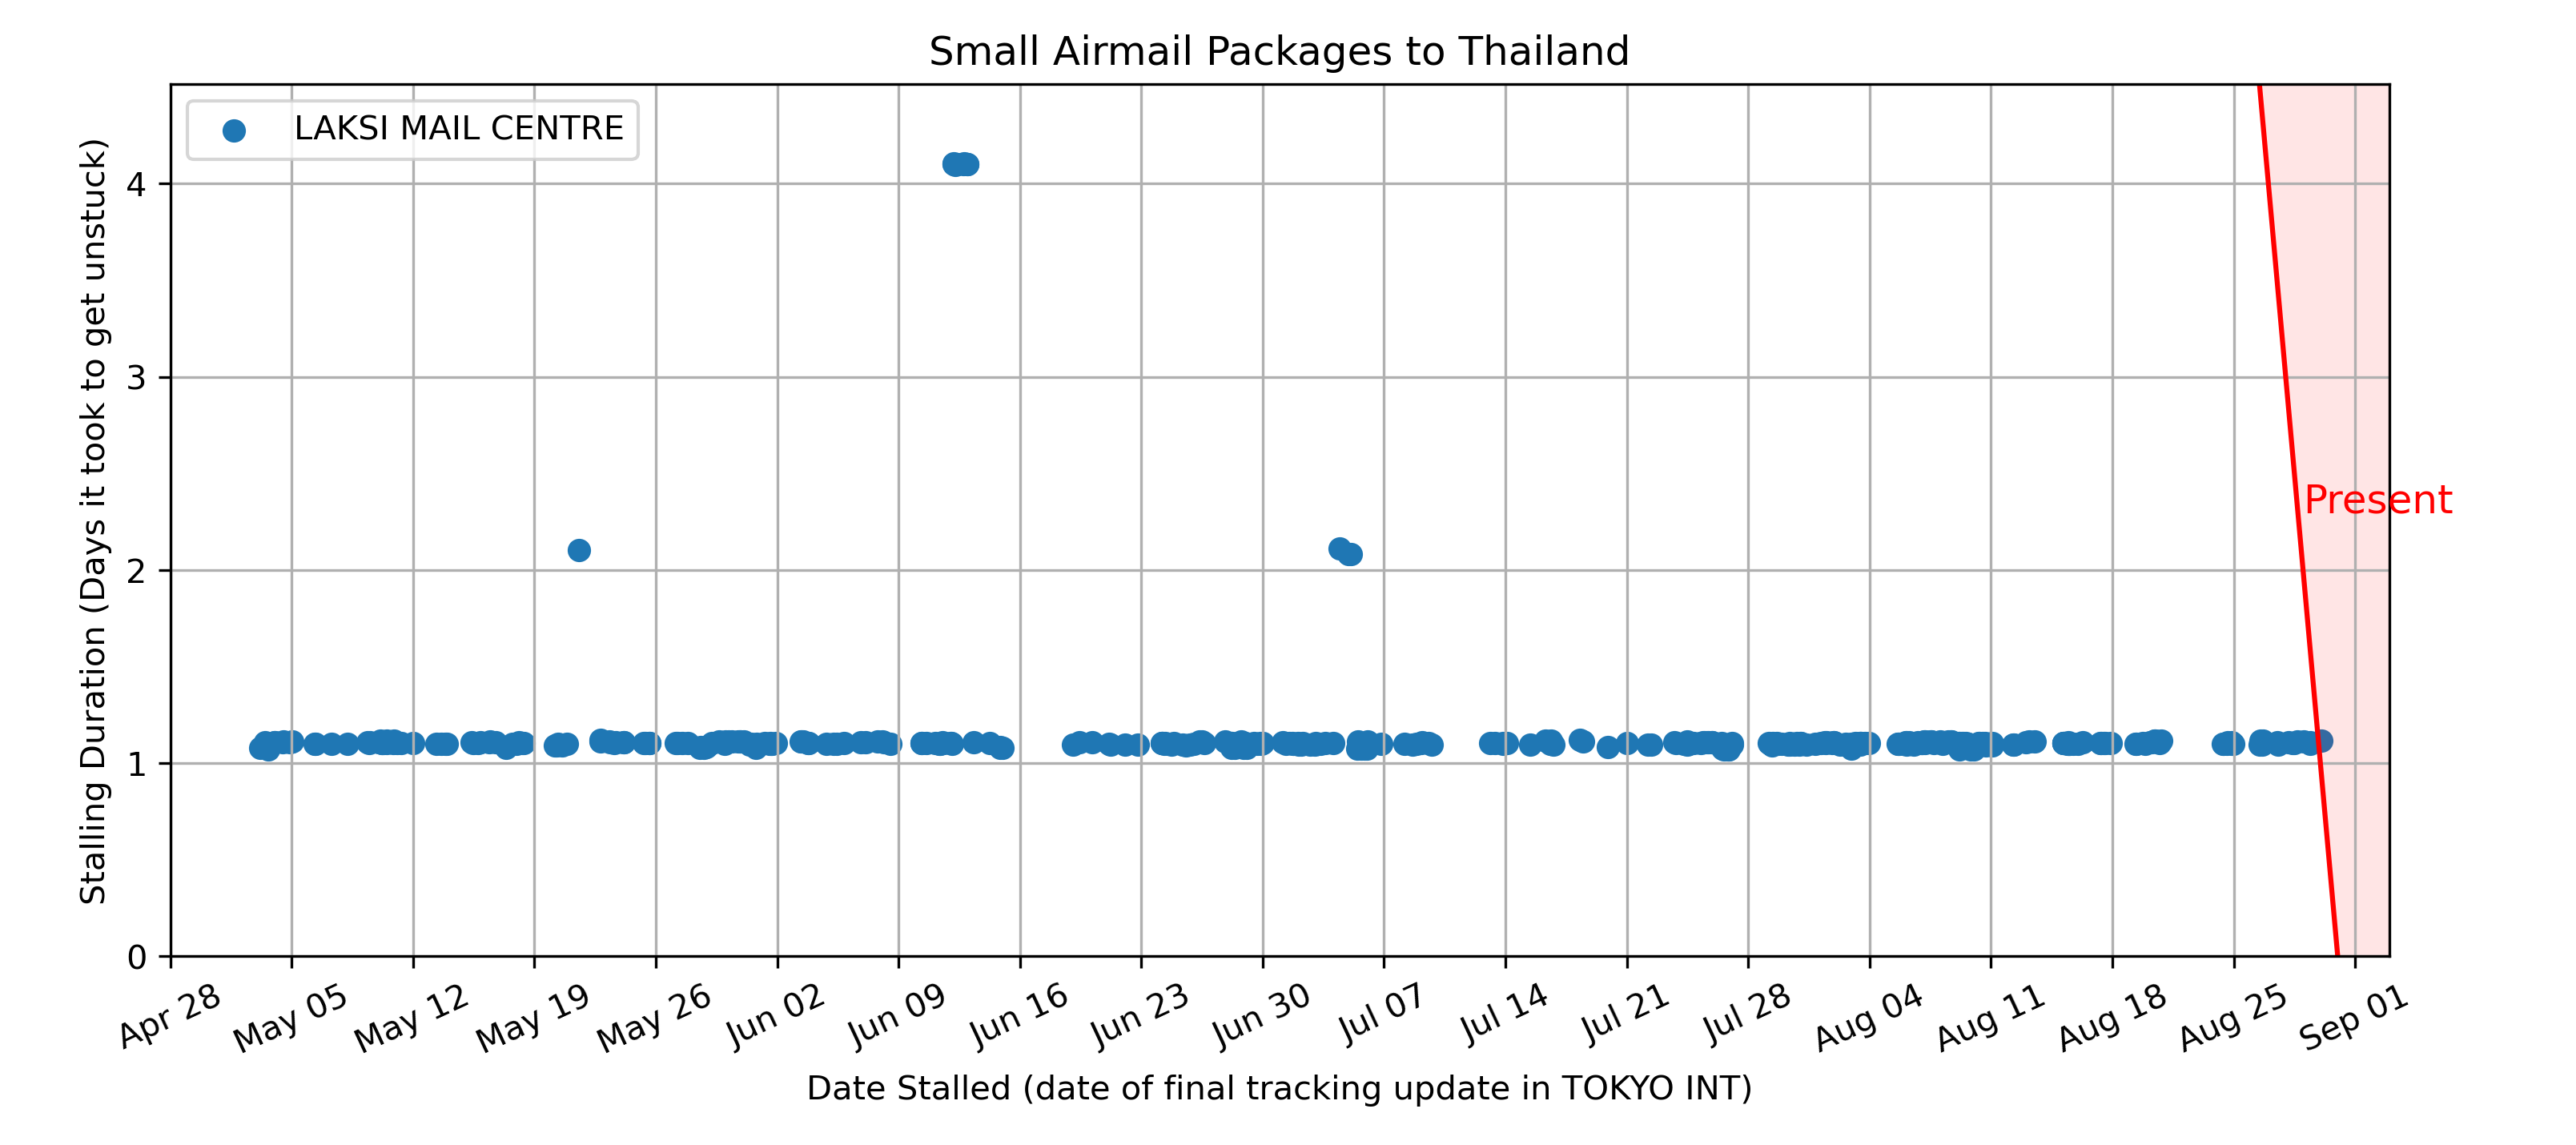 Small Airmail Packages to Thailand
LAKSI MAIL CENTRE
Stalling Duration (Days it took to get unstuck)
4
3
2
1
0
Present
Apr 28
May 05
May 12
May 19
May 26
Jun 02
Jun 09
Jun 16
Jun 23
Jun 30
Jul 07
Jul 14
Jul 21
Jul 28
Aug 04
Aug 11
Aug 18
Aug 25
Sep 01
Date Stalled (date of final tracking update in TOKYO INT)